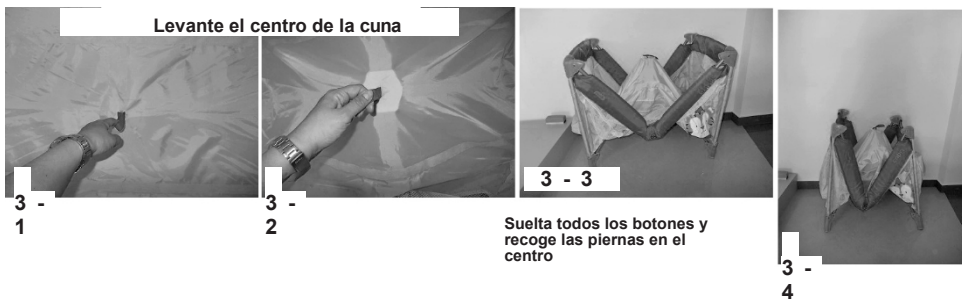 Levante el centro de la cuna
3 -
1
3 -
2
3 - 3
Suelta todos los botones y
recoge las piernas en el
centro
3 -
4